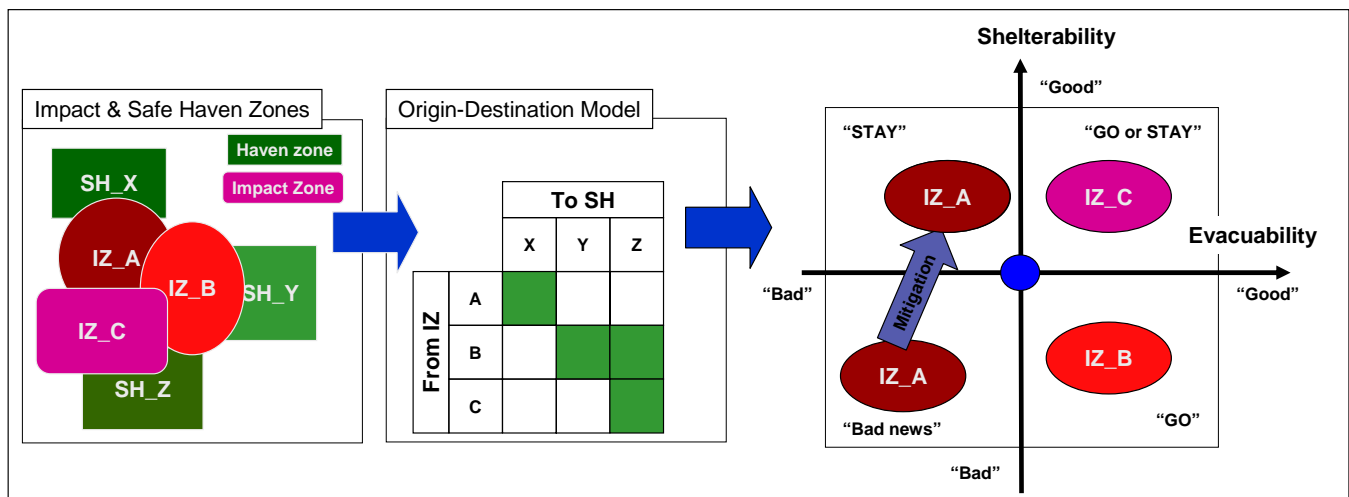 Impact & Safe Haven Zones
Haven zone
Impact Zone
SH_X
IZ_A
IZ_B
SH_Y
IZ_C
SH_Z
Origin-Destination Model
To SH
X Y Z
From IZ
A
B
C
Shelterability
“Good”
“STAY”
“GO or STAY”
IZ_A
IZ_C
Evacuability
“Bad”
“Good”
Mitigation
IZ_A
IZ_B
“Bad news”
“GO”
“Bad”